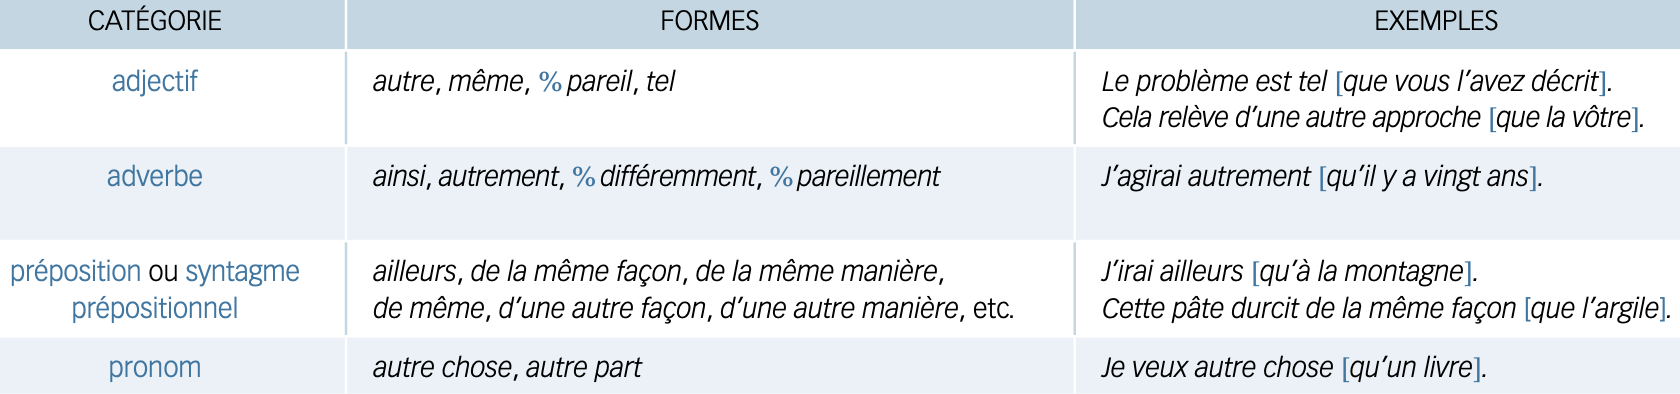 CATÉGORIE FORMES EXEMPLES
adjectif autre, même, % pareil, tel Le problème est tel [que vous l’avez décrit].
Cela relève d’une autre approche [que la vôtre].
adverbe ainsi, autrement, % différemment, % pareillement J’agirai autrement [qu’il y a vingt ans].
préposition ou syntagme ailleurs, de la même façon, de la même manière, J’irai ailleurs [qu’à la montagne].
prépositionnel de même, d’une autre façon, d’une autre manière, etc. Cette pâte durcit de la même façon [que l’argile].
pronom autre chose, autre part Je veux autre chose [qu’un livre].